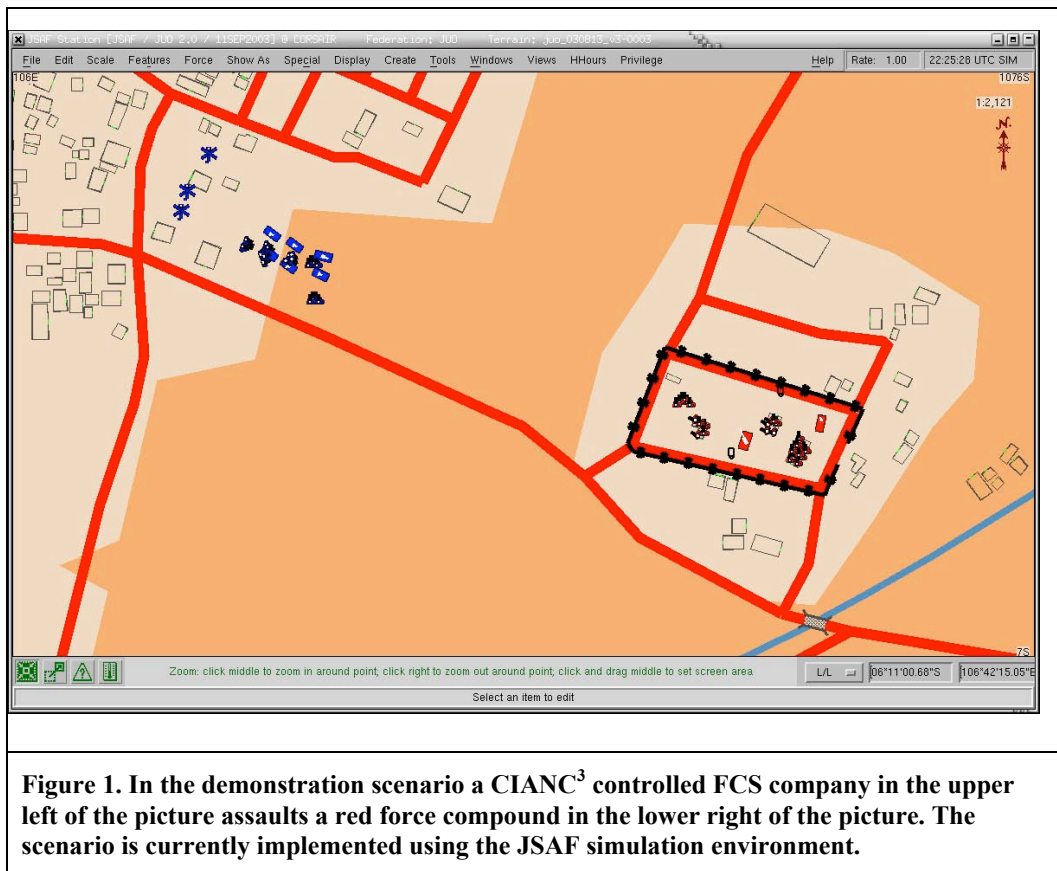 JSAF Station [JSAF / JUO 2.0 / 11SEP2003] @ CORSAIR Federation: JUO Terrain: juo_030813_v3-0003
File Edit Scale Features Force Show As Special Display Create Tools Windows Views HHours Privilege Help Rate: 1.00 22:25:28 UTC SIM
106E 1076S
1:2,121
N
7S
Zoom: click middle to zoom in around point; click right to zoom out around point; click and drag middle to set screen area L/L 06°11'00.68"S 106°42'15.05"E
Select an item to edit
Figure 1. In the demonstration scenario a CIANC³ controlled FCS company in the upper
left of the picture assaults a red force compound in the lower right of the picture. The
scenario is currently implemented using the JSAF simulation environment.